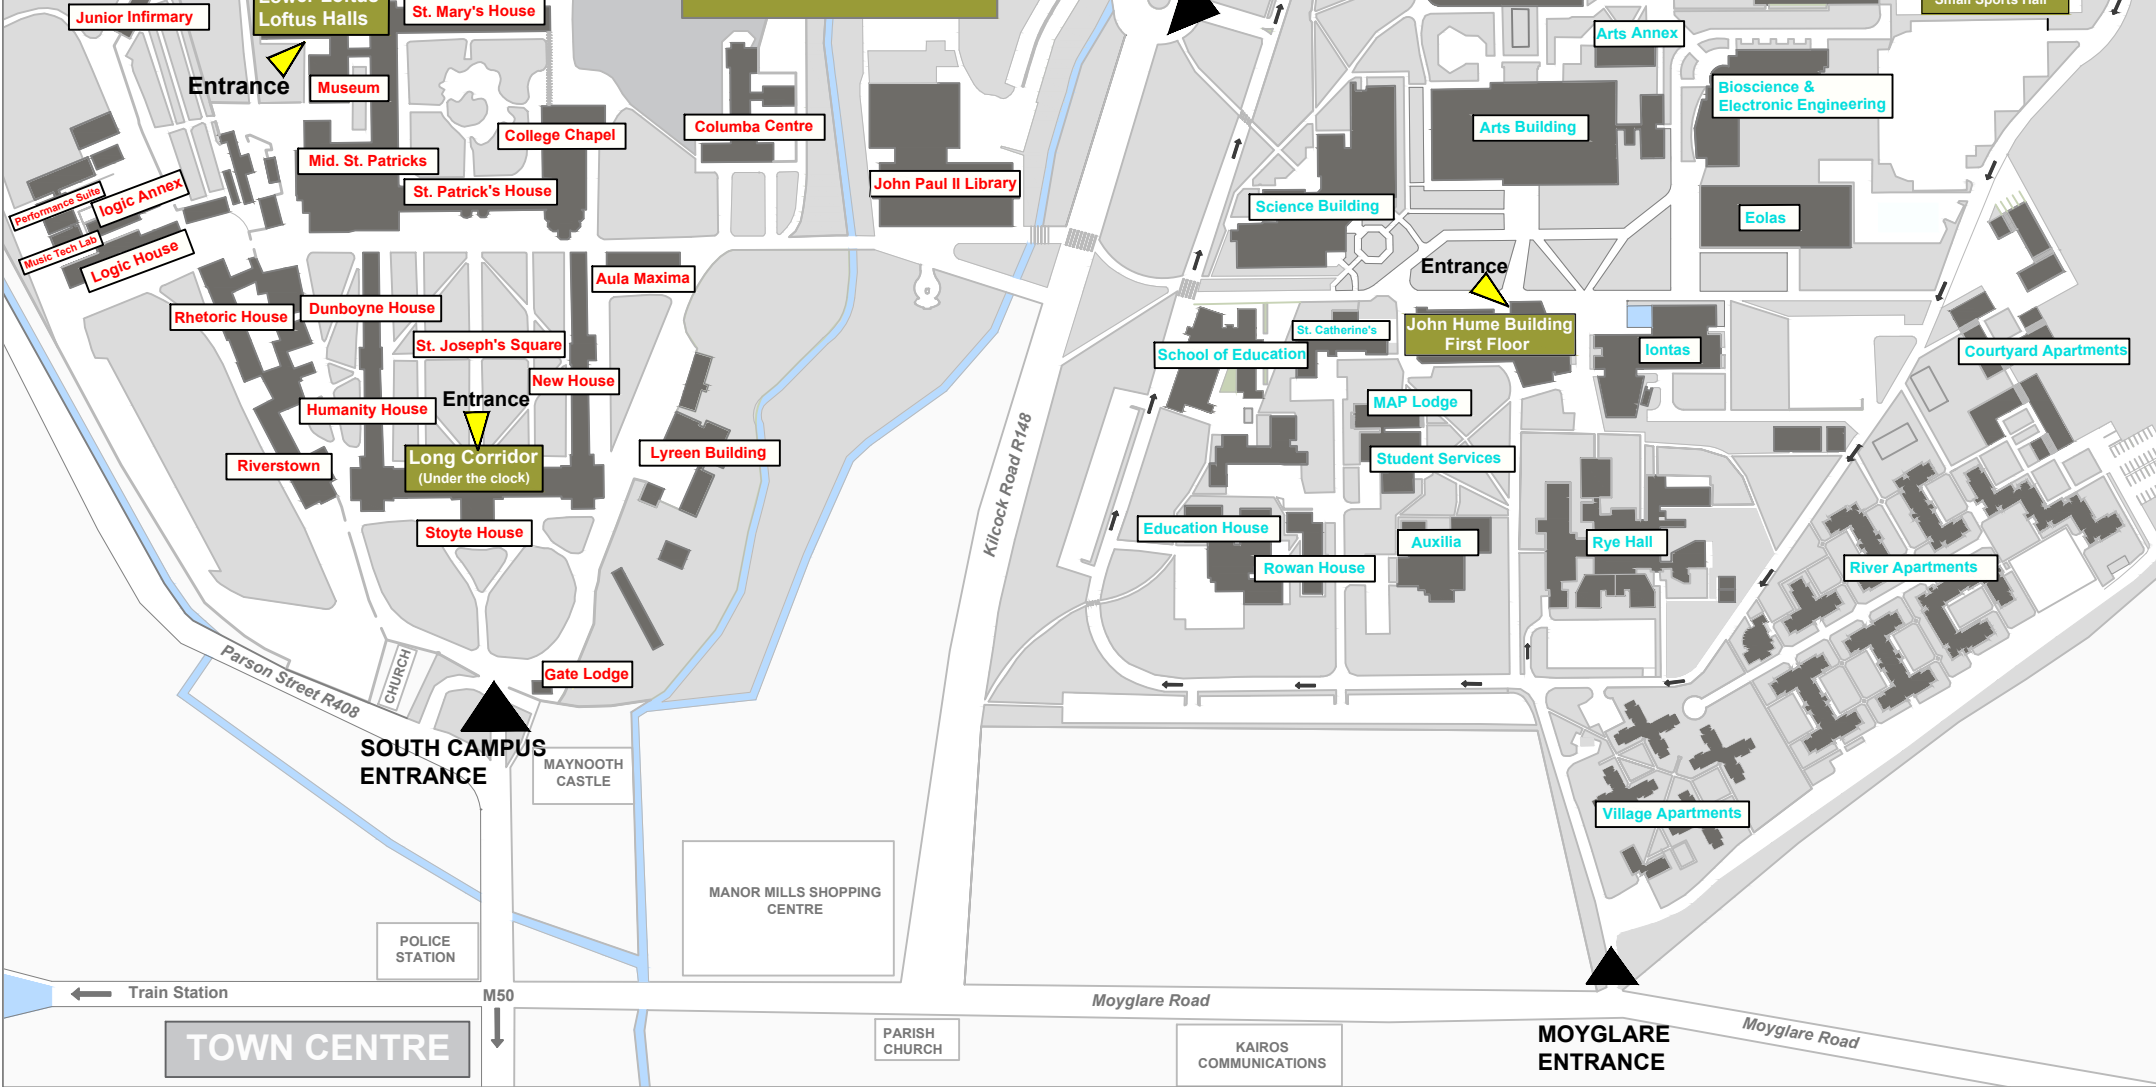 Junior Infirmary
Lower Loftus
Loftus Halls
St. Mary's House
Small Sports Hall
Entrance
Museum
College Chapel
Columba Centre
Mid. St. Patricks
St. Patrick's House
John Paul II Library
Performance Suite
logic Annex
Music Tech Lab
Logic House
Arts Annex
Bioscience &
Electronic Engineering
Arts Building
Science Building
Eolas
Aula Maxima
Rhetoric House
Dunboyne House
St. Joseph's Square
New House
Humanity House
Entrance
Long Corridor
(Under the clock)
Riverstown
Lyreen Building
Stoyte House
Entrance
John Hume Building
First Floor
St. Catherine's
School of Education
Iontas
Courtyard Apartments
MAP Lodge
Student Services
Kilcock Road R148
Education House
Rowan House
Auxilia
Rye Hall
River Apartments
Gate Lodge
CHURCH
Parson Street R408
SOUTH CAMPUS
ENTRANCE
MAYNOOTH
CASTLE
Village Apartments
MANOR MILLS SHOPPING
CENTRE
POLICE
STATION
Train Station
M50
Moyglare Road
TOWN CENTRE
PARISH
CHURCH
KAIROS
COMMUNICATIONS
MOYGLARE
ENTRANCE
Moyglare Road